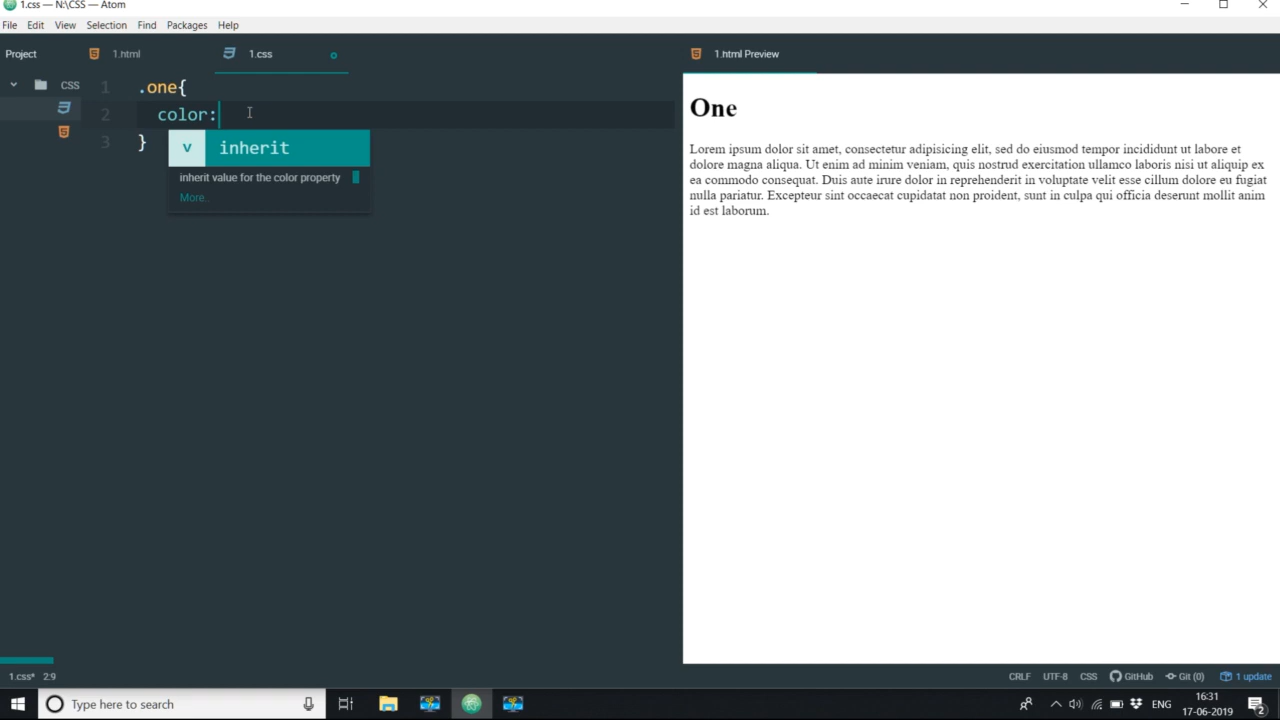 1.css — N:\CSS — Atom
File Edit View Selection Find Packages Help
Project
1.html
1.css
1.html Preview
CSS
1 .one{
2 color:
3 }
v inherit
inherit value for the color property
More..
One
Lorem ipsum dolor sit amet, consectetur adipisicing elit, sed do eiusmod tempor incididunt ut labore et
dolore magna aliqua. Ut enim ad minim veniam, quis nostrud exercitation ullamco laboris nisi ut aliquip ex
ea commodo consequat. Duis aute irure dolor in reprehenderit in voluptate velit esse cillum dolore eu fugiat
nulla pariatur. Excepteur sint occaecat cupidatat non proident, sunt in culpa qui officia deserunt mollit anim
id est laborum.
1.css* 2:9
CRLF UTF-8 CSS GitHub Git (0) 1 update
Type here to search
ENG
16:31
17-06-2019
2